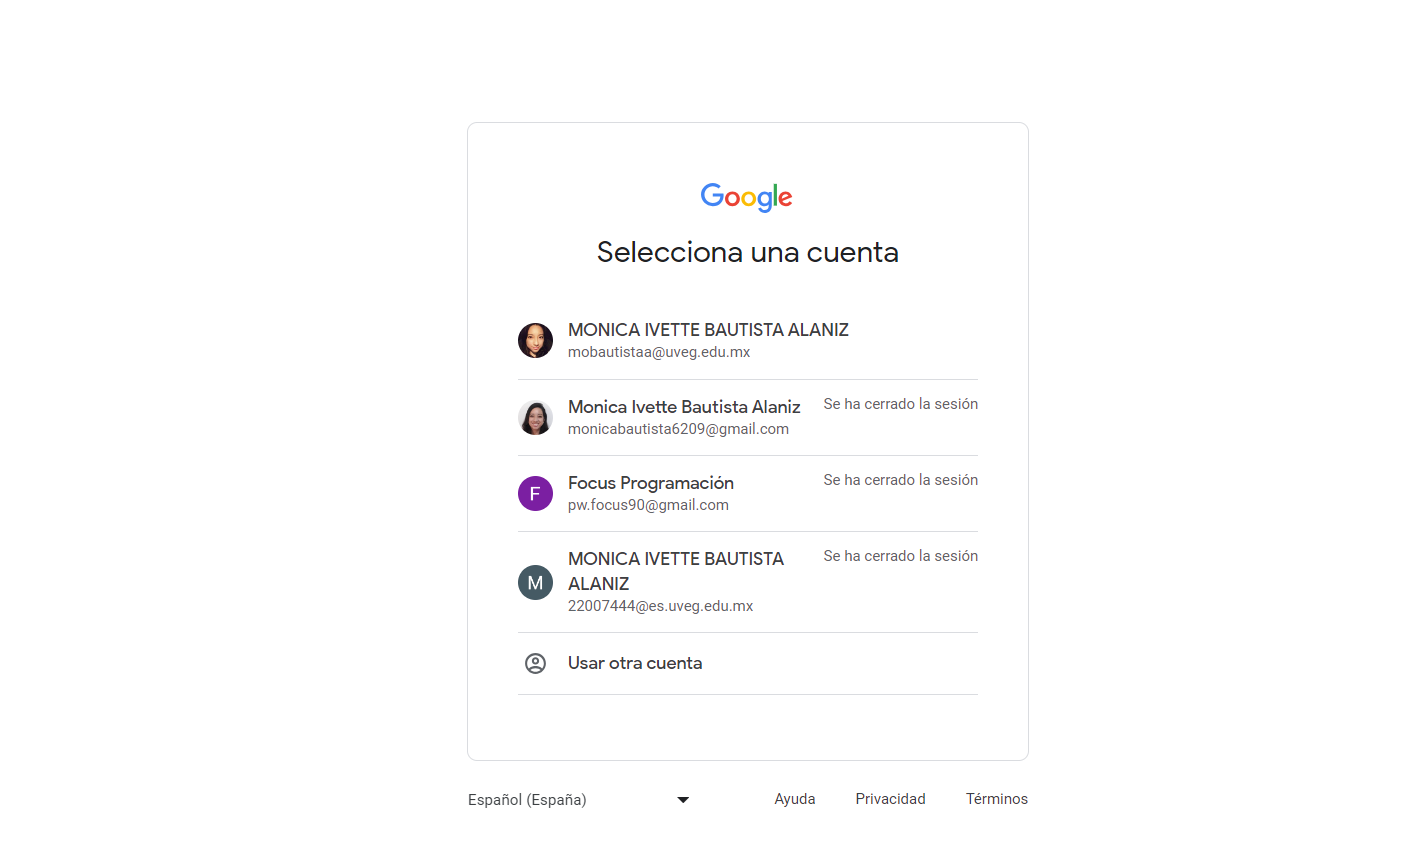 Google
Selecciona una cuenta
MONICA IVETTE BAUTISTA ALANIZ
mobautistaa@uveg.edu.mx
Monica Ivette Bautista Alaniz
Se ha cerrado la sesión
monicabautista6209@gmail.com
F
Focus Programación
Se ha cerrado la sesión
pw.focus90@gmail.com
M
MONICA IVETTE BAUTISTA
Se ha cerrado la sesión
ALANIZ
22007444@es.uveg.edu.mx
Usar otra cuenta
Español (España)
Ayuda
Privacidad
Términos